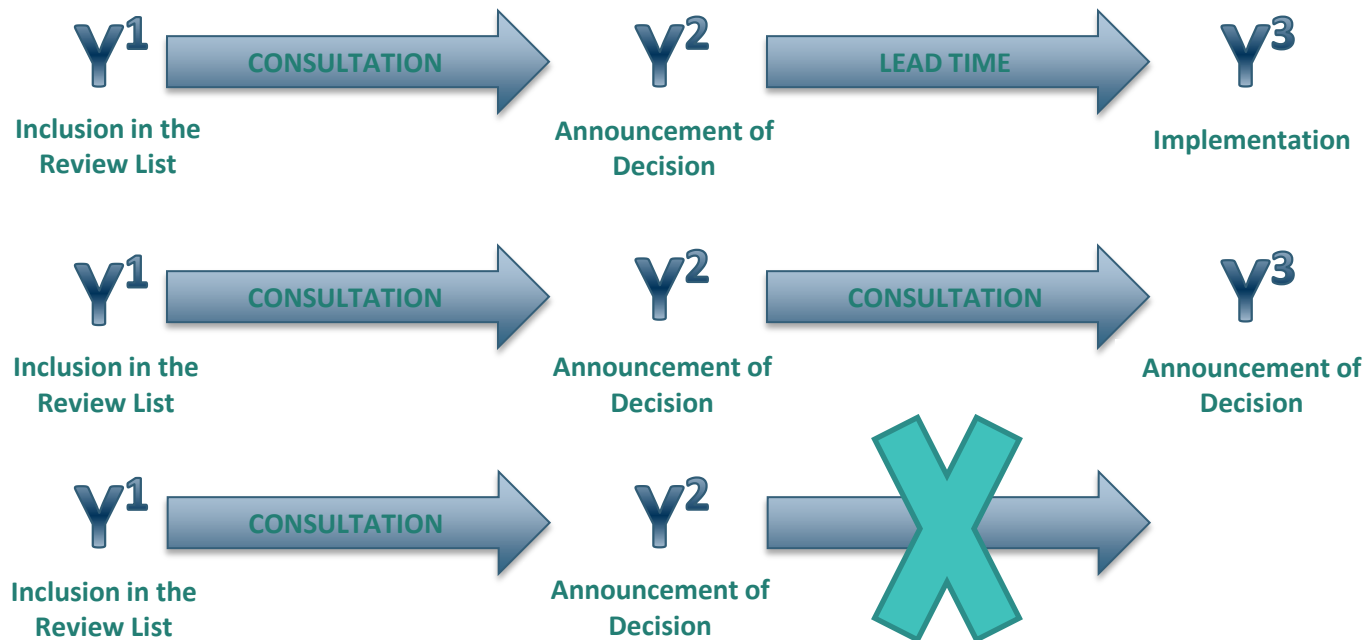 Y¹ CONSULTATION Y² LEAD TIME Y³
Inclusion in the
Review List
Announcement of
Decision
Implementation
Y¹ CONSULTATION Y² CONSULTATION Y³
Inclusion in the
Review List
Announcement of
Decision
Announcement of
Decision
Y¹ CONSULTATION Y²
Inclusion in the
Review List
Announcement of
Decision